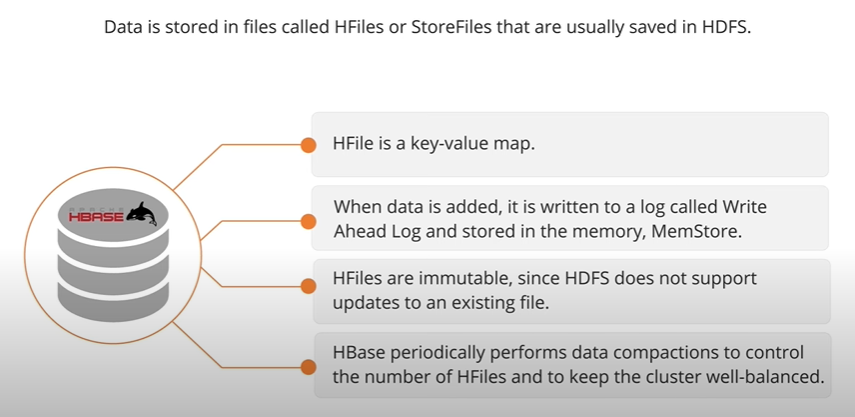 Data is stored in files called HFiles or StoreFiles that are usually saved in HDFS.
APACHE
HBASE
HFile is a key-value map.
When data is added, it is written to a log called Write
Ahead Log and stored in the memory, MemStore.
HFiles are immutable, since HDFS does not support
updates to an existing file.
HBase periodically performs data compactions to control
the number of HFiles and to keep the cluster well-balanced.